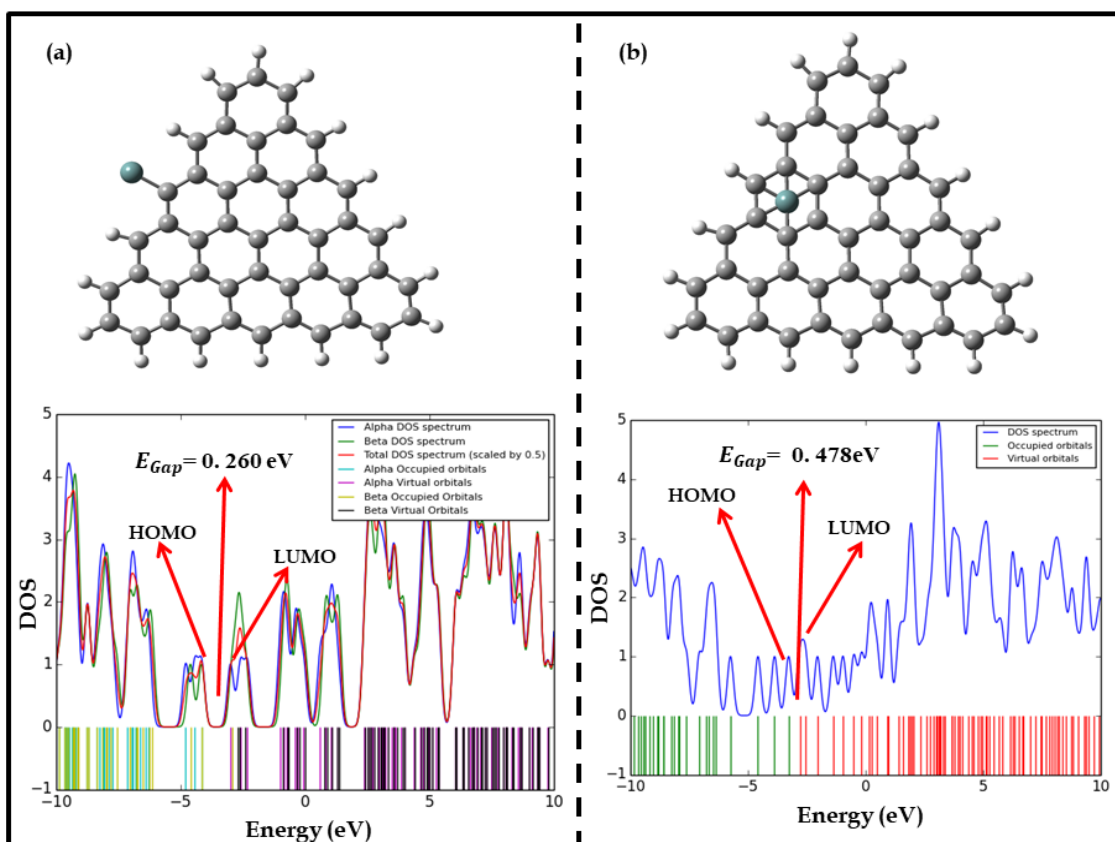 (a)
5
4
3
2
1
0
−1
DOS
Alpha DOS spectrum
Beta DOS spectrum
Total DOS spectrum (scaled by 0.5)
Alpha Occupied orbitals
Alpha Virtual orbitals
Beta Occupied Orbitals
Beta Virtual Orbitals
E_Gap = 0.260 eV
HOMO
LUMO
−10 −5 0 5 10
Energy (eV)
(b)
5
4
3
2
1
0
−1
DOS
DOS spectrum
Occupied orbitals
Virtual orbitals
E_Gap = 0.478eV
HOMO
LUMO
−10 −5 0 5 10
Energy (eV)